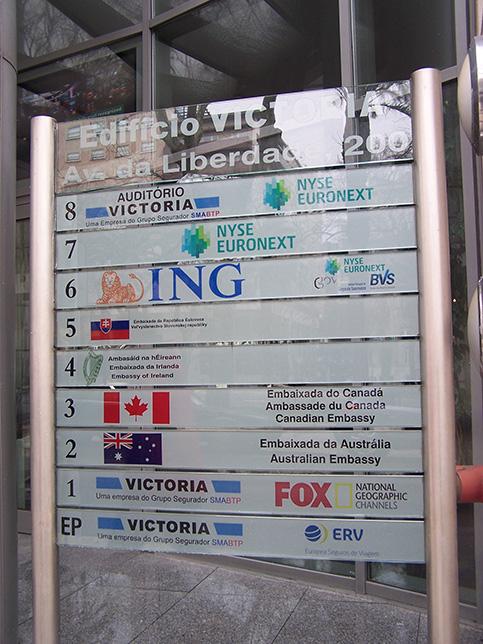 Edifício VICTORIA
Av. da Liberdade, 200
8 AUDITÓRIO VICTORIA Uma Empresa do Grupo Segurador SMABTP NYSE EURONEXT
7 NYSE EURONEXT
6 ING NYSE EURONEXT BVS
5 Embaixada da República Eslovaca
Veľvyslanectvo Slovenskej republiky
4 Ambasáid na hÉireann
Embaixada da Irlanda
Embassy of Ireland
3 Embaixada do Canadá
Ambassade du Canada
Canadian Embassy
2 Embaixada da Austrália
Australian Embassy
1 VICTORIA Uma empresa do Grupo Segurador SMABTP FOX NATIONAL GEOGRAPHIC CHANNELS
EP VICTORIA Uma empresa do Grupo Segurador SMABTP ERV Europeia Seguros de Viagem